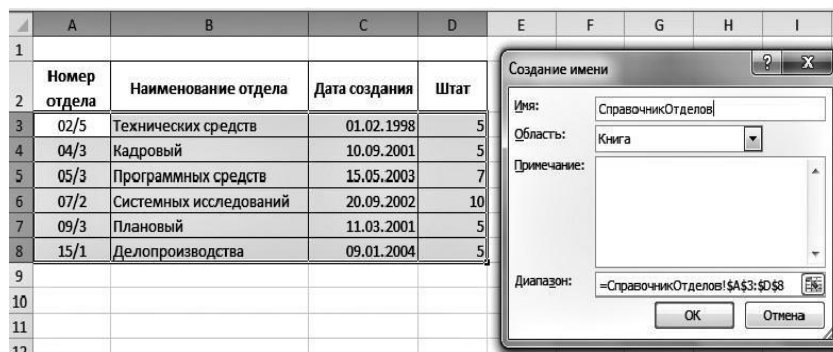 A B C D E F G H I
1
2 Номер отдела Наименование отдела Дата создания Штат
3 02/5 Технических средств 01.02.1998 5
4 04/3 Кадровый 10.09.2001 5
5 05/3 Программных средств 15.05.2003 7
6 07/2 Системных исследований 20.09.2002 10
7 09/3 Плановый 11.03.2001 5
8 15/1 Делопроизводства 09.01.2004 5
9
10
11
12
Создание имени ? X
Имя: СправочникОтделов
Область: Книга
Примечание:
Диапазон: =СправочникОтделов!$A$3:$D$8
ОК Отмена